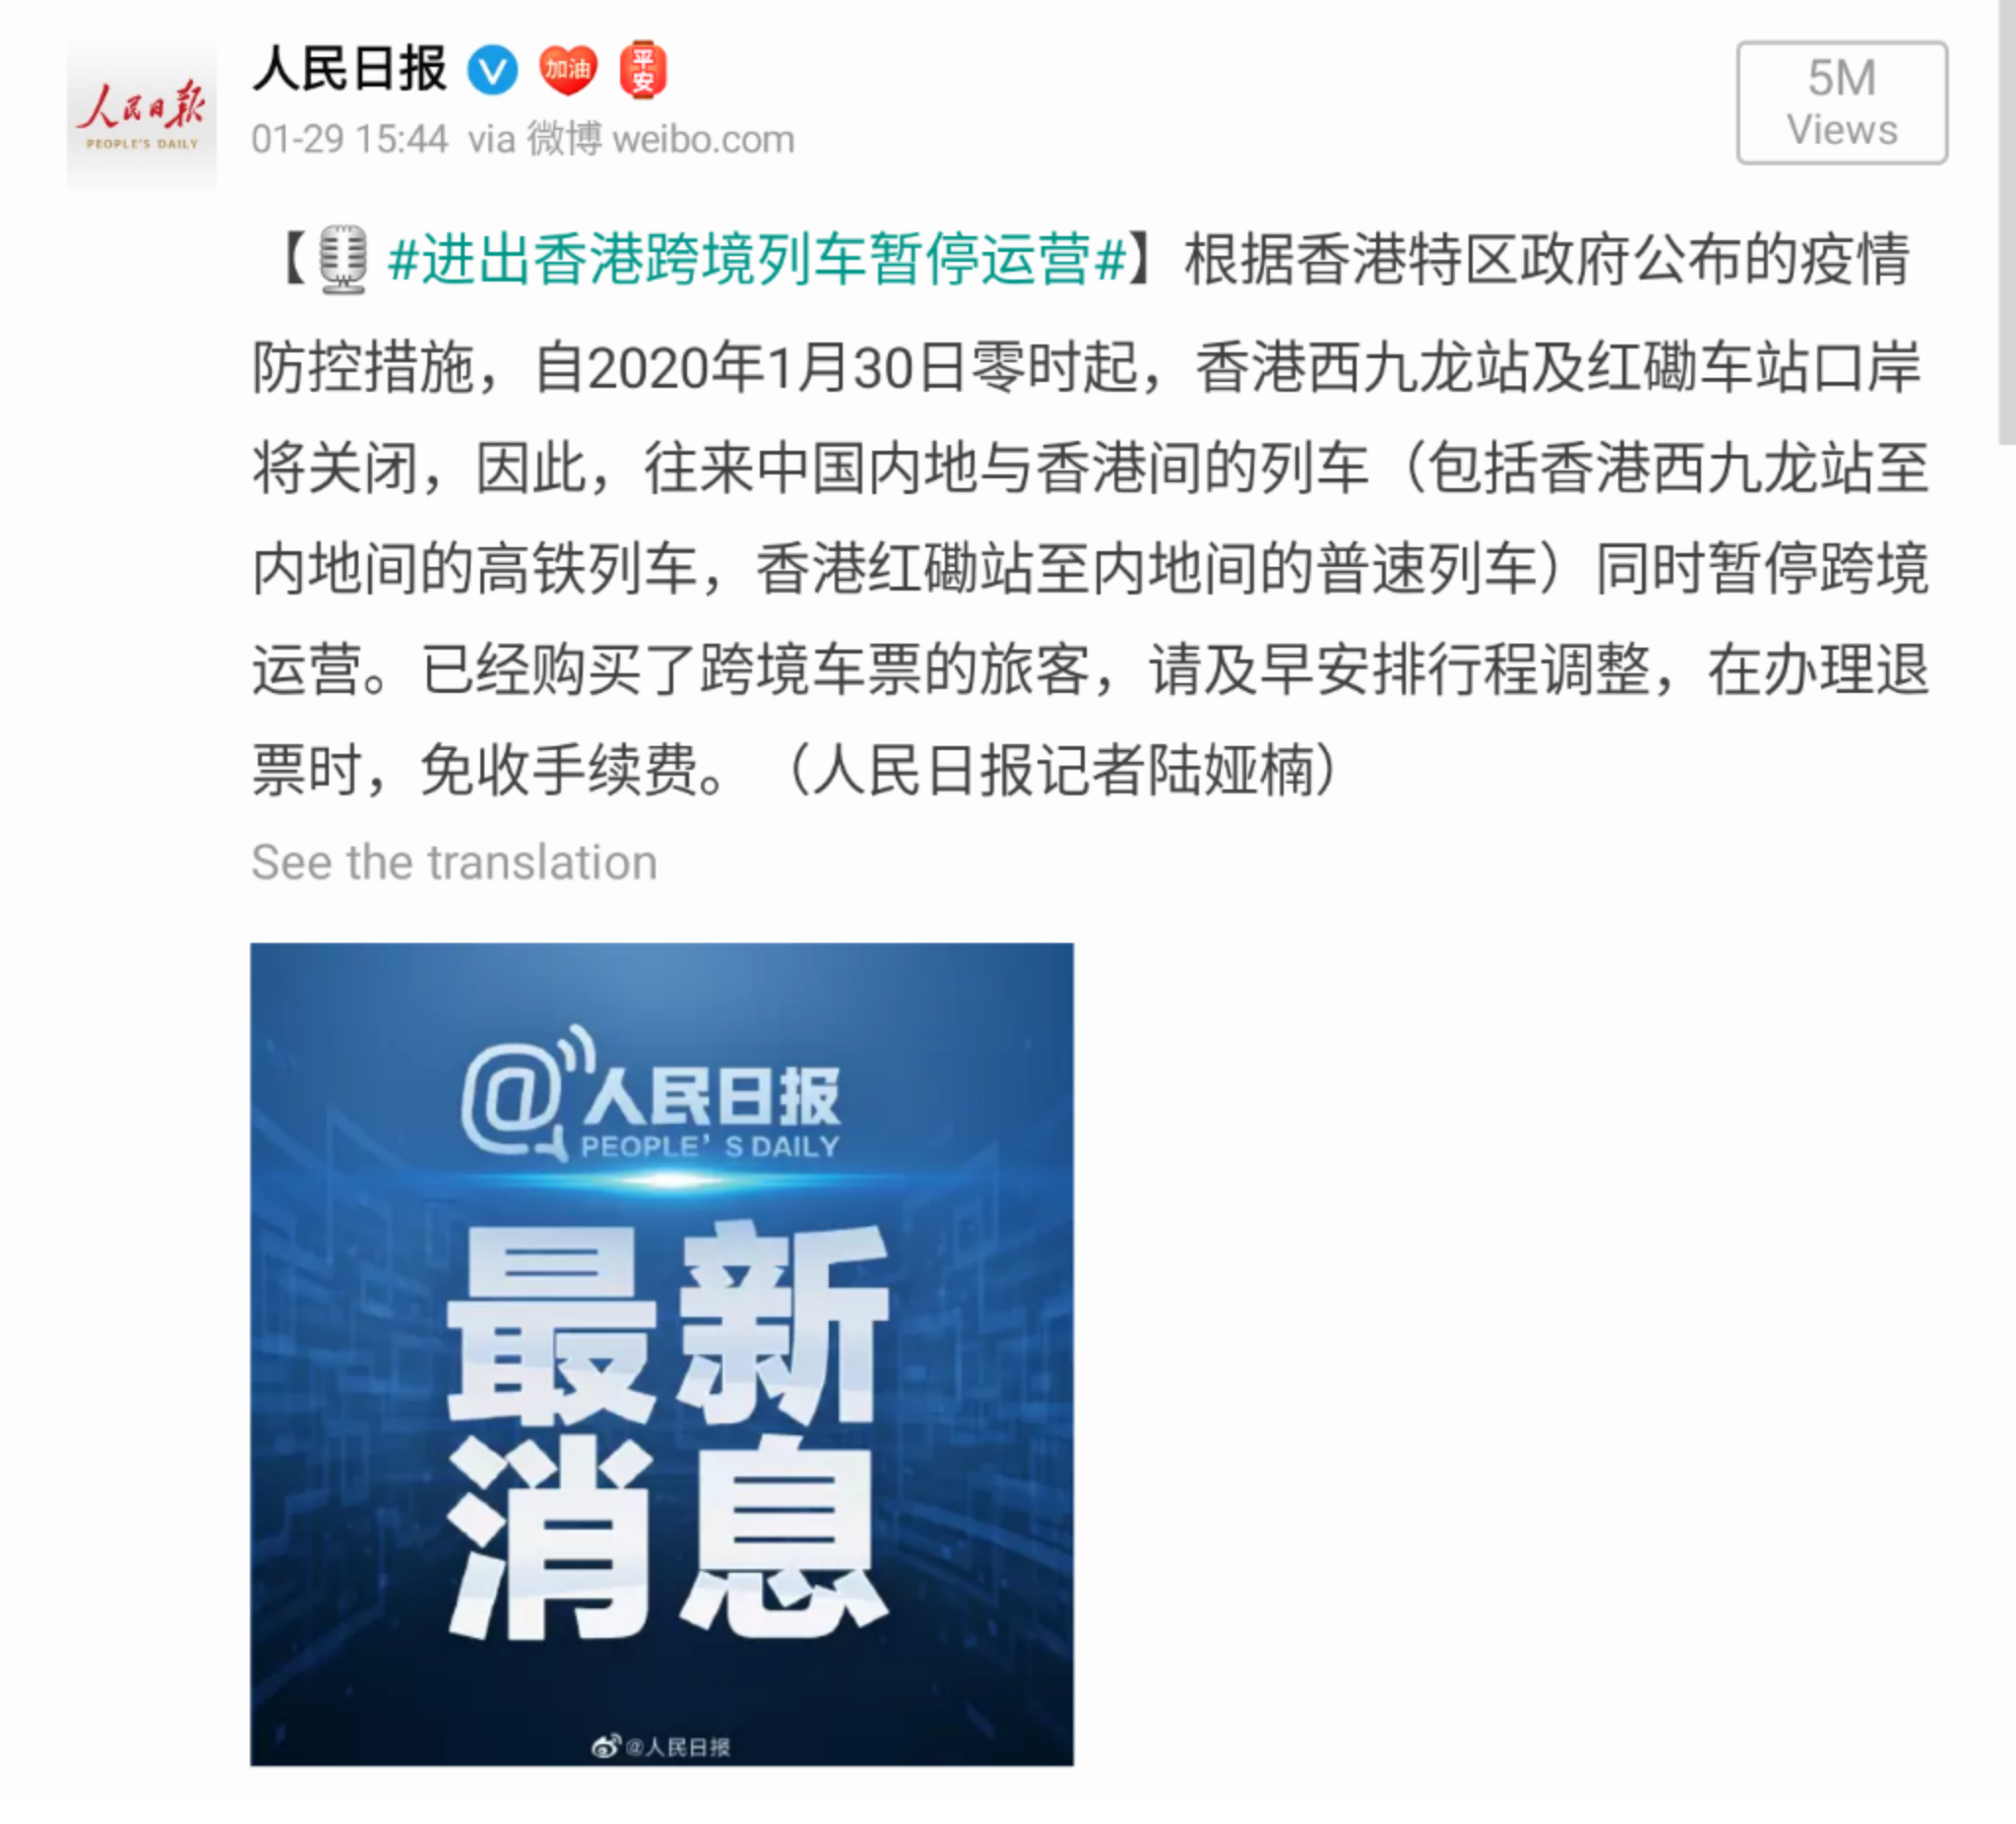 人民日報
PEOPLE'S DAILY
人民日报 加油 平安
01-29 15:44 via 微博 weibo.com
5M
Views
【#进出香港跨境列车暂停运营#】根据香港特区政府公布的疫情
防控措施，自2020年1月30日零时起，香港西九龙站及红磡车站口岸
将关闭，因此，往来中国内地与香港间的列车（包括香港西九龙站至
内地间的高铁列车，香港红磡站至内地间的普速列车）同时暂停跨境
运营。已经购买了跨境车票的旅客，请及早安排行程调整，在办理退
票时，免收手续费。（人民日报记者陆娅楠）
See the translation
@人民日报
PEOPLE' S DAILY
最新
消息
@人民日报